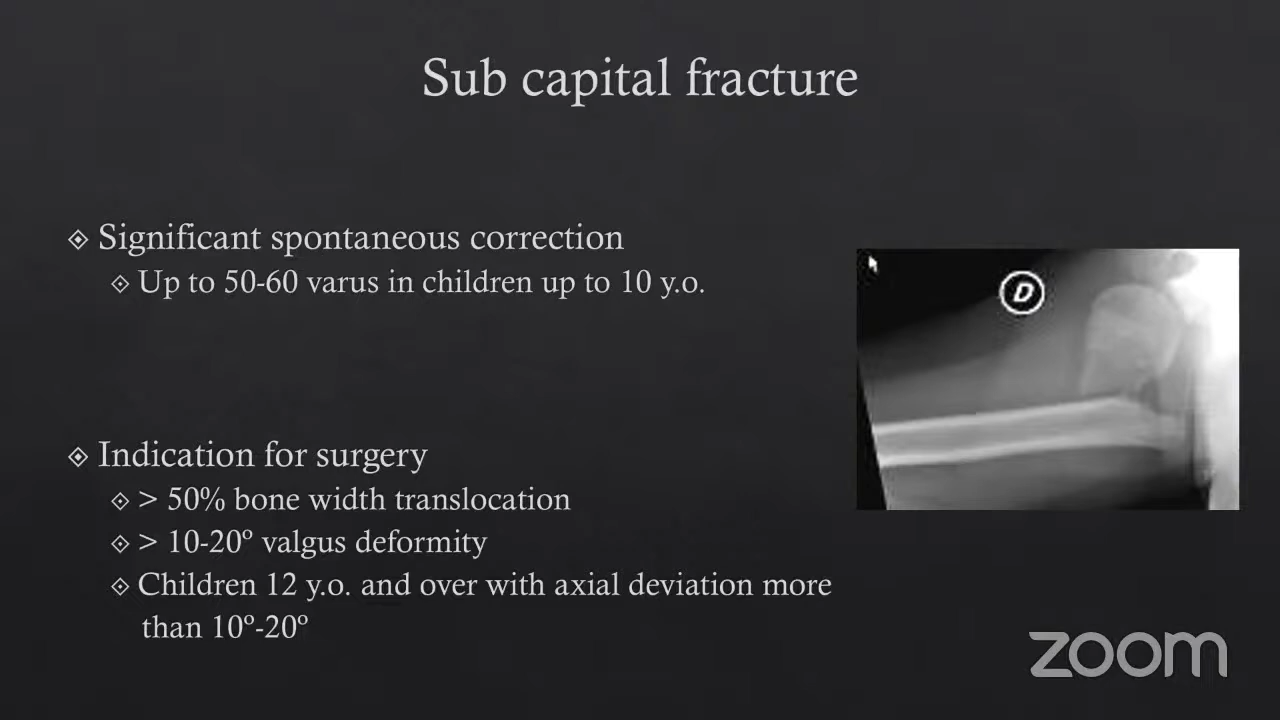 Sub capital fracture
Significant spontaneous correction
Up to 50-60 varus in children up to 10 y.o.
D
Indication for surgery
> 50% bone width translocation
> 10-20º valgus deformity
Children 12 y.o. and over with axial deviation more
than 10º-20º
zoom